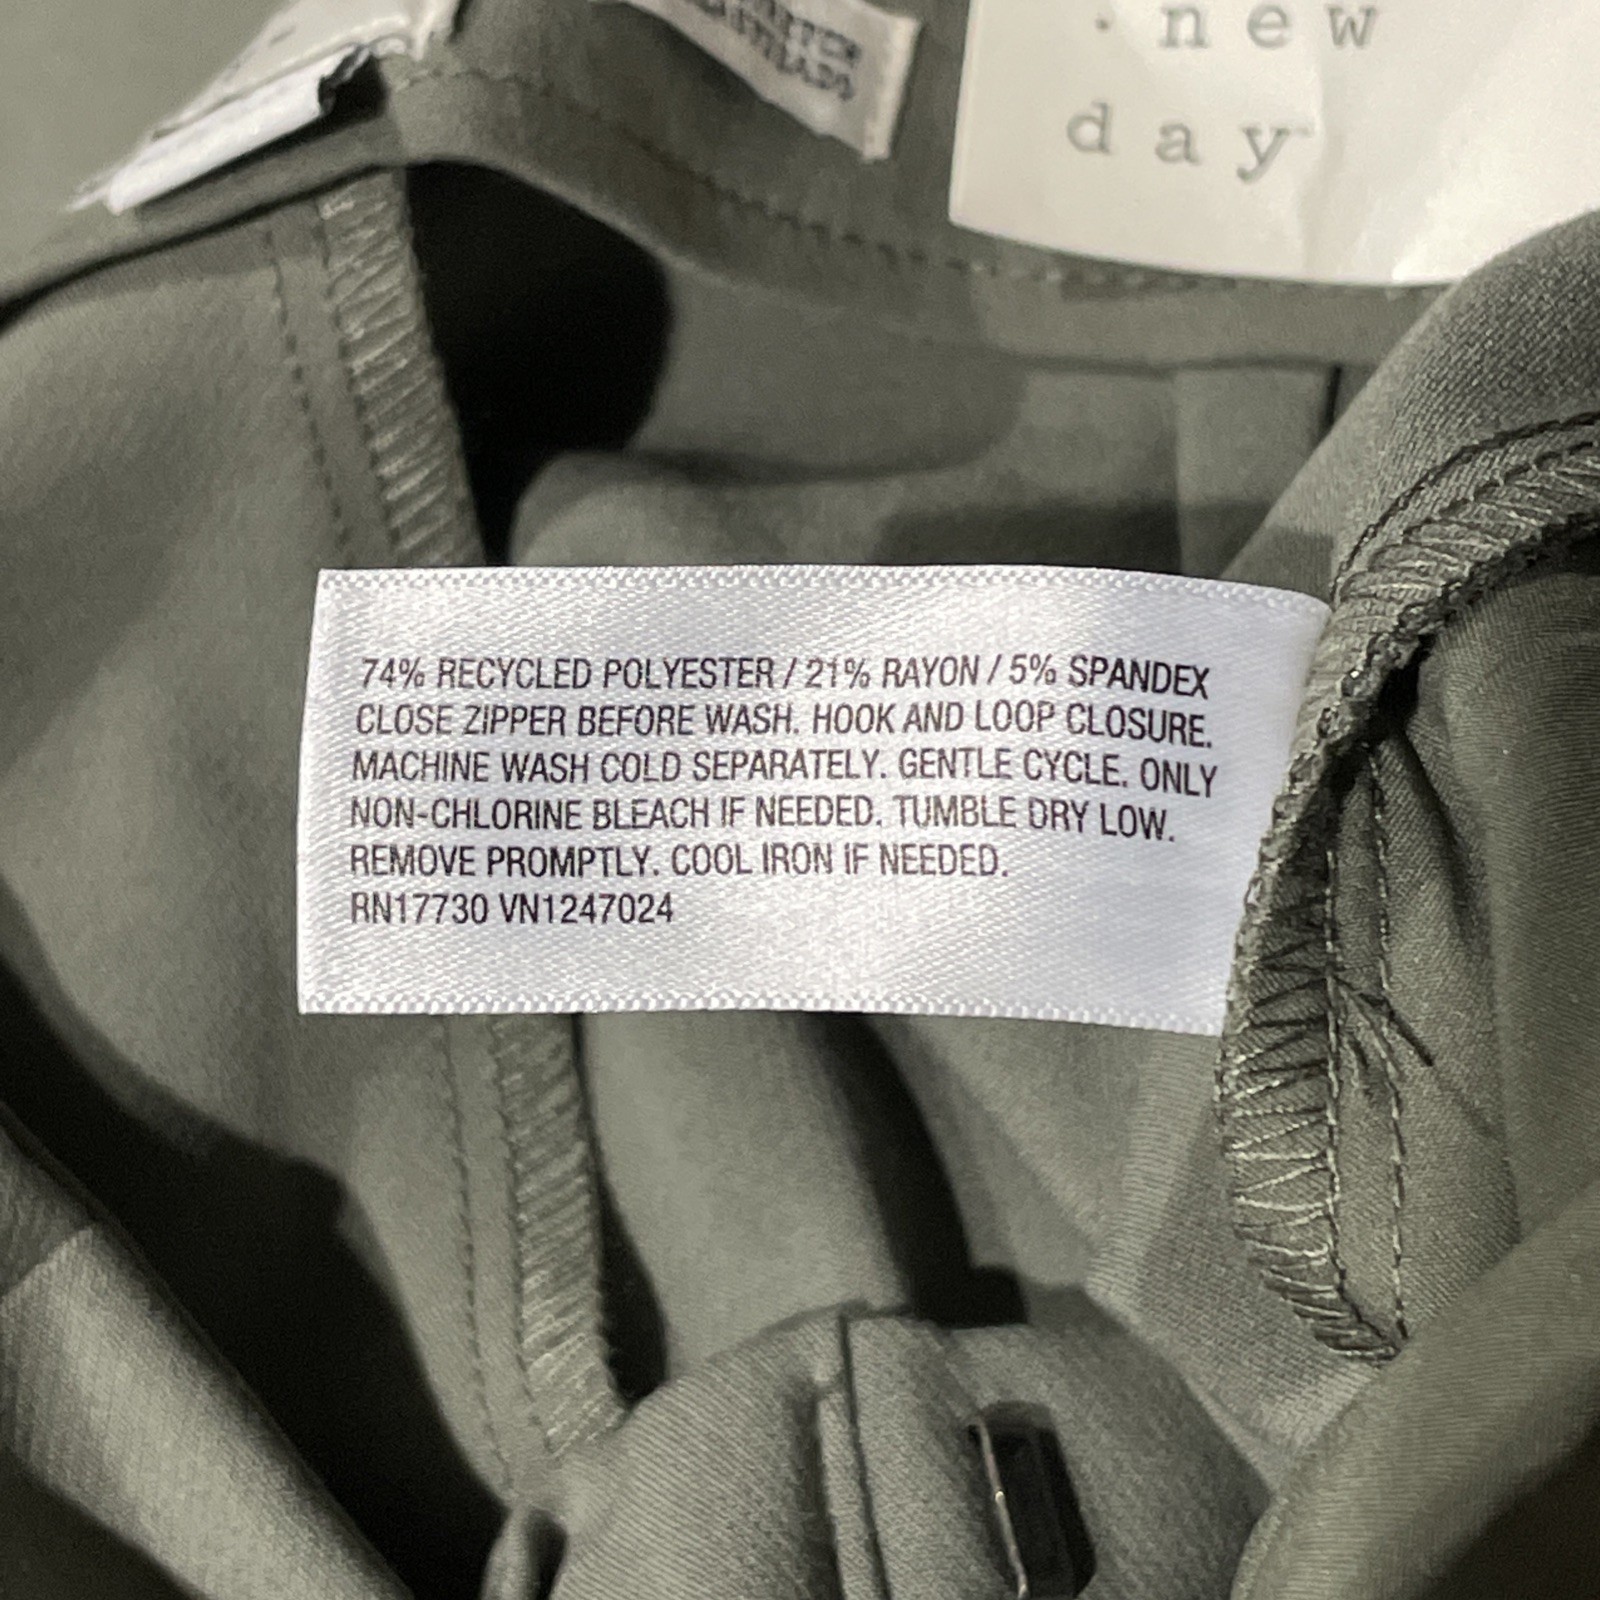 . new
day
74% RECYCLED POLYESTER / 21% RAYON / 5% SPANDEX
CLOSE ZIPPER BEFORE WASH. HOOK AND LOOP CLOSURE.
MACHINE WASH COLD SEPARATELY. GENTLE CYCLE. ONLY
NON-CHLORINE BLEACH IF NEEDED. TUMBLE DRY LOW.
REMOVE PROMPTLY. COOL IRON IF NEEDED.
RN17730 VN1247024